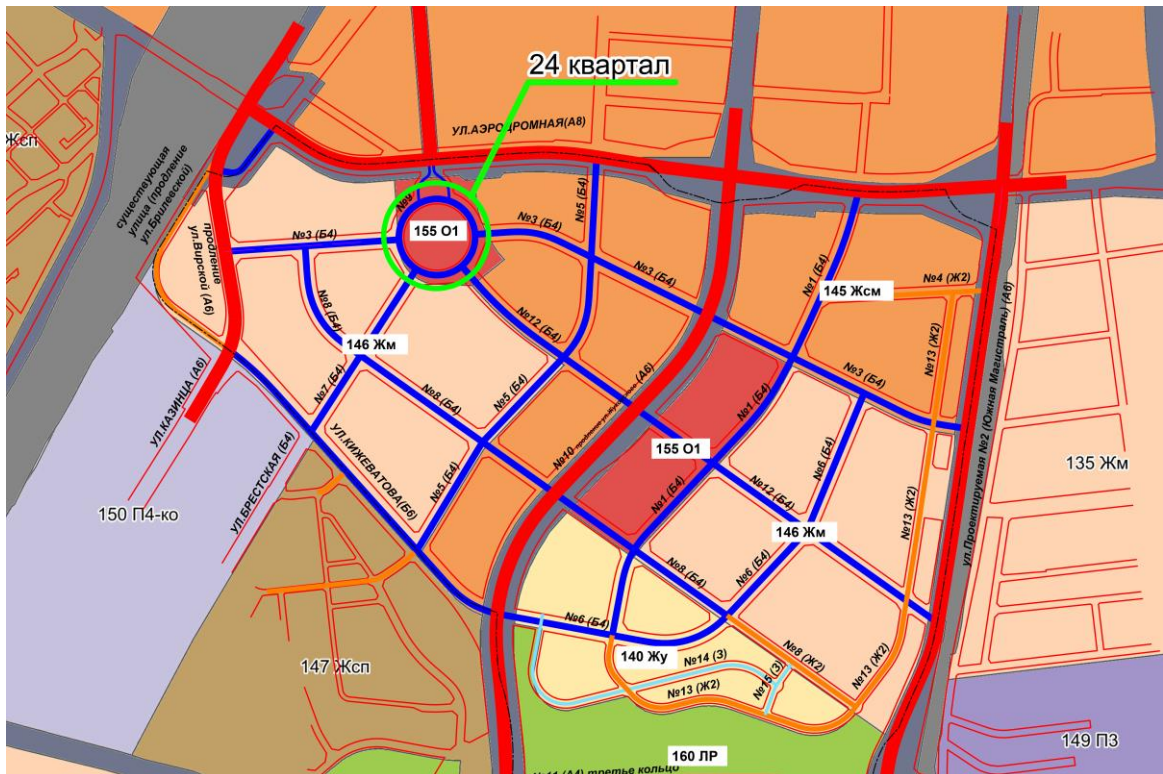 24 квартал
УЛ.АЭРОДРОМНАЯ(А8)
Жсп
существующая
улица (продление
ул.Брилевской)
продление
ул.Вирской (А6)
№9
155 О1
№5 (Б4)
№3 (Б4)
№3 (Б4)
№3 (Б4)
№1 (Б4)
№4 (Ж2)
145 Жсм
№8 (Б4)
№12 (Б4)
146 Жм
№13 (Ж2)
ул.Проектируемая №2 (Южная Магистраль) (А6)
№3 (Б4)
№7 (Б4)
№8 (Б4)
№5 (Б4)
№10
(А6)
№1 (Б4)
УЛ.КАЗИНЦА (А6)
УЛ.КИЖЕВАТОВА(Б6)
155 О1
№6 (Б4)
135 Жм
УЛ.БРЕСТСКАЯ (Б4)
№5 (Б4)
№1 (Б4)
№12 (Б4)
№13 (Ж2)
150 П4-ко
146 Жм
№8 (Б4)
№6 (Б4)
№6 (Б4)
140 Жу
№14 (З)
№15 (З)
№8 (Ж2)
№13 (Ж2)
№13 (Ж2)
147 Жсп
149 П3
160 ЛР
(А4) третье кольцо